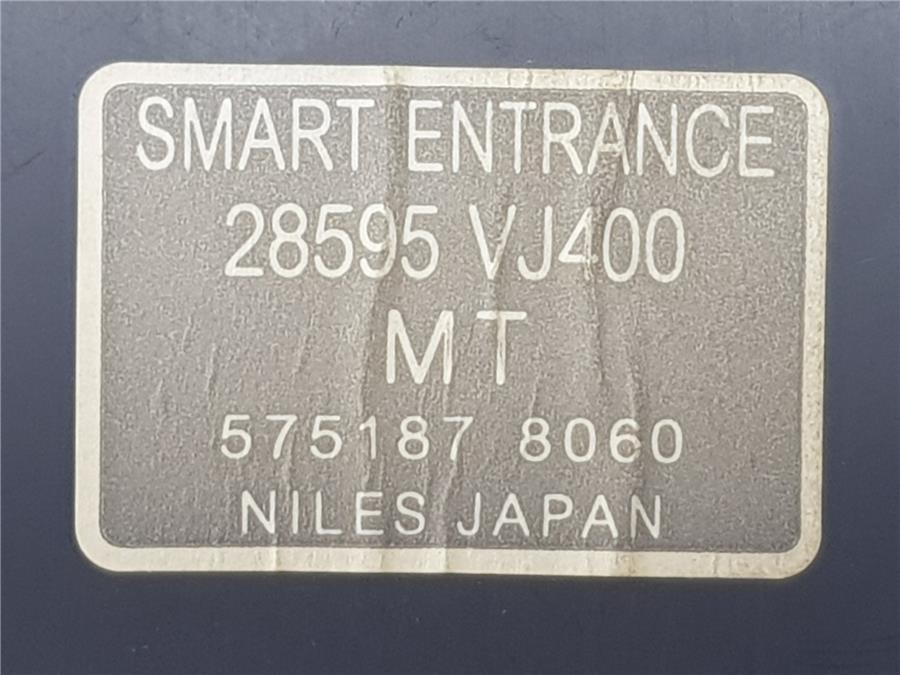 SMART ENTRANCE
28595 VJ400
MT
575187 8060
NILES JAPAN